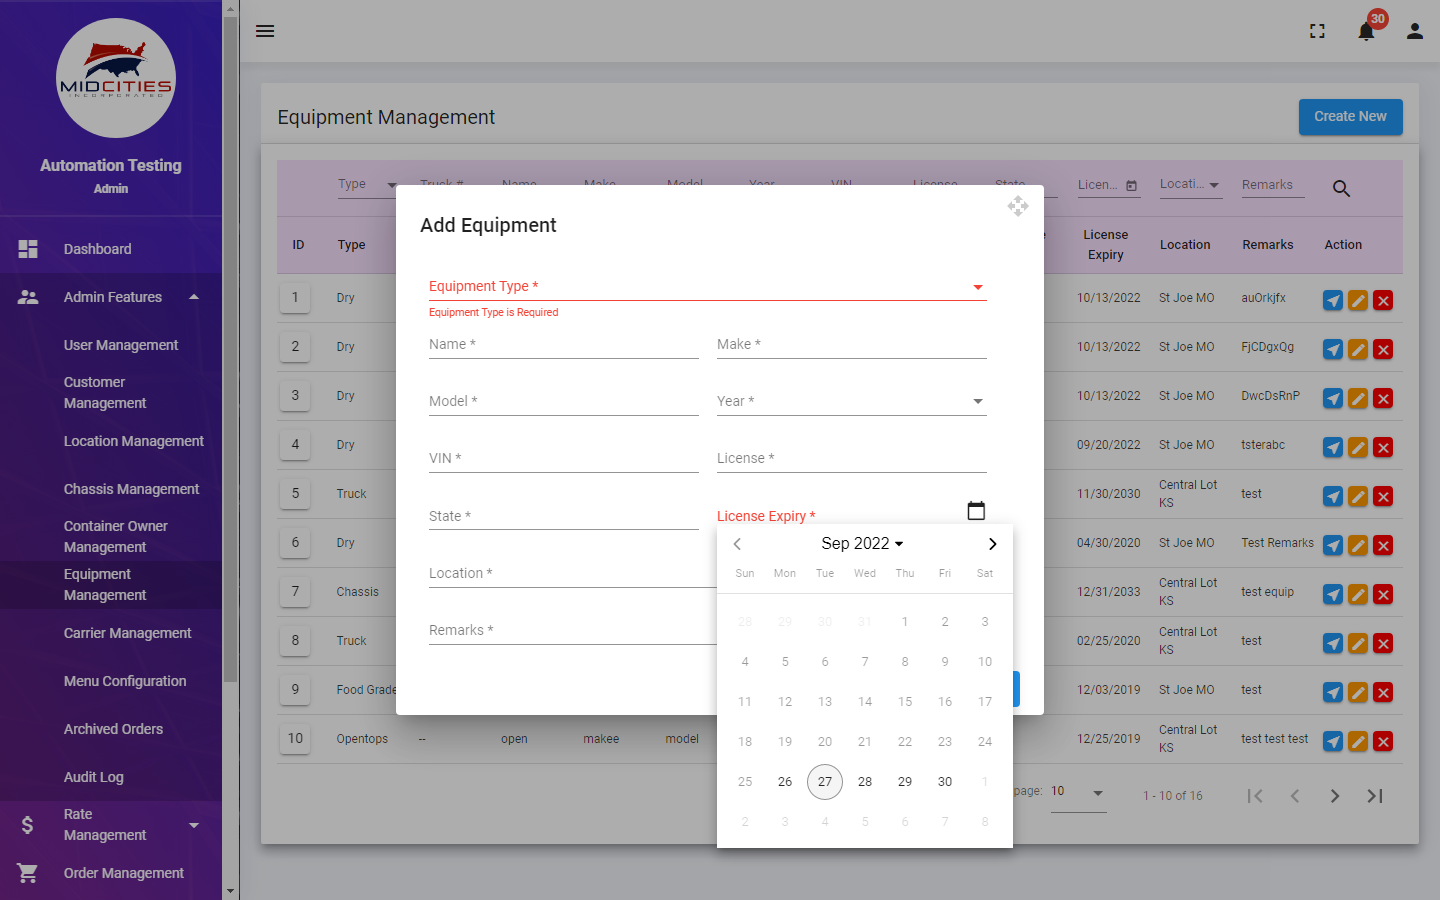 MIDCITIES
INCORPORATED
Automation Testing
Admin
Dashboard
Admin Features
User Management
Customer
Management
Location Management
Chassis Management
Container Owner
Management
Equipment
Management
Carrier Management
Menu Configuration
Archived Orders
Audit Log
Rate
Management
Order Management
30
Equipment Management
Create New
Type Truck # Name Make Model Year VIN License State Licen... Locati... Remarks
ID Type License Expiry Location Remarks Action
1 Dry 10/13/2022 St Joe MO auOrkjfx
2 Dry 10/13/2022 St Joe MO FjCDgxQg
3 Dry 10/13/2022 St Joe MO DwcDsRnP
4 Dry 09/20/2022 St Joe MO tsterabc
5 Truck 11/30/2030 Central Lot KS test
6 Dry 04/30/2020 St Joe MO Test Remarks
7 Chassis 12/31/2033 Central Lot KS test equip
8 Truck 02/25/2020 Central Lot KS test
9 Food Grade 12/03/2019 St Joe MO test
10 Opentops -- open makee model 12/25/2019 Central Lot KS test test test
page: 10 1 - 10 of 16
Add Equipment
Equipment Type *
Equipment Type is Required
Name * Make *
Model * Year *
VIN * License *
State * License Expiry *
Location *
Remarks *
Sep 2022
Sun Mon Tue Wed Thu Fri Sat
28 29 30 31 1 2 3
4 5 6 7 8 9 10
11 12 13 14 15 16 17
18 19 20 21 22 23 24
25 26 27 28 29 30 1
2 3 4 5 6 7 8